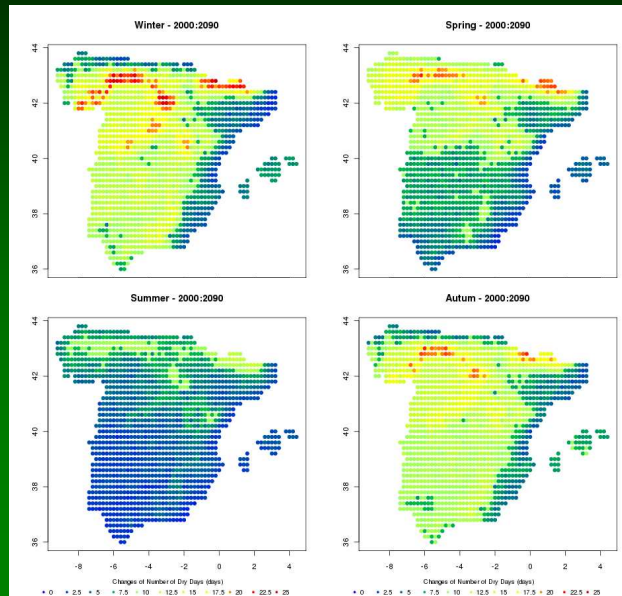 Winter - 2000:2090
Spring - 2000:2090
44
42
40
38
36
44
42
40
38
36
Summer - 2000:2090
Autum - 2000:2090
44
42
40
38
36
44
42
40
38
36
-8 -6 -4 -2 0 2 4
-8 -6 -4 -2 0 2 4
Changes of Number of Dry Days (days)
Changes of Number of Dry Days (days)
0 2.5 5 7.5 10 12.5 15 17.5 20 22.5 25
0 2.5 5 7.5 10 12.5 15 17.5 20 22.5 25